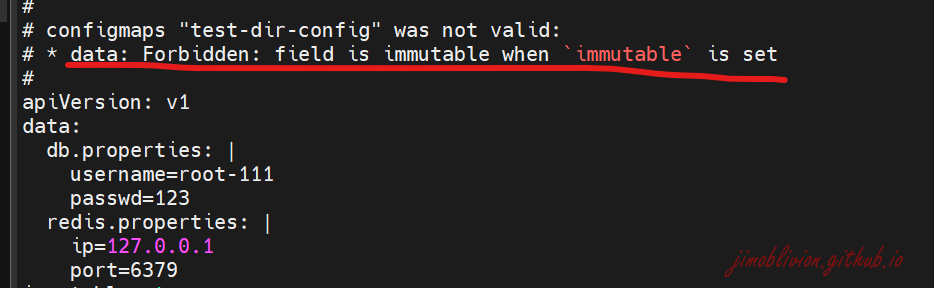 #
# configmaps "test-dir-config" was not valid:
# * data: Forbidden: field is immutable when `immutable` is set
#
apiVersion: v1
data:
  db.properties: |
    username=root-111
    passwd=123
  redis.properties: |
    ip=127.0.0.1
    port=6379
jimoblivion.github.io